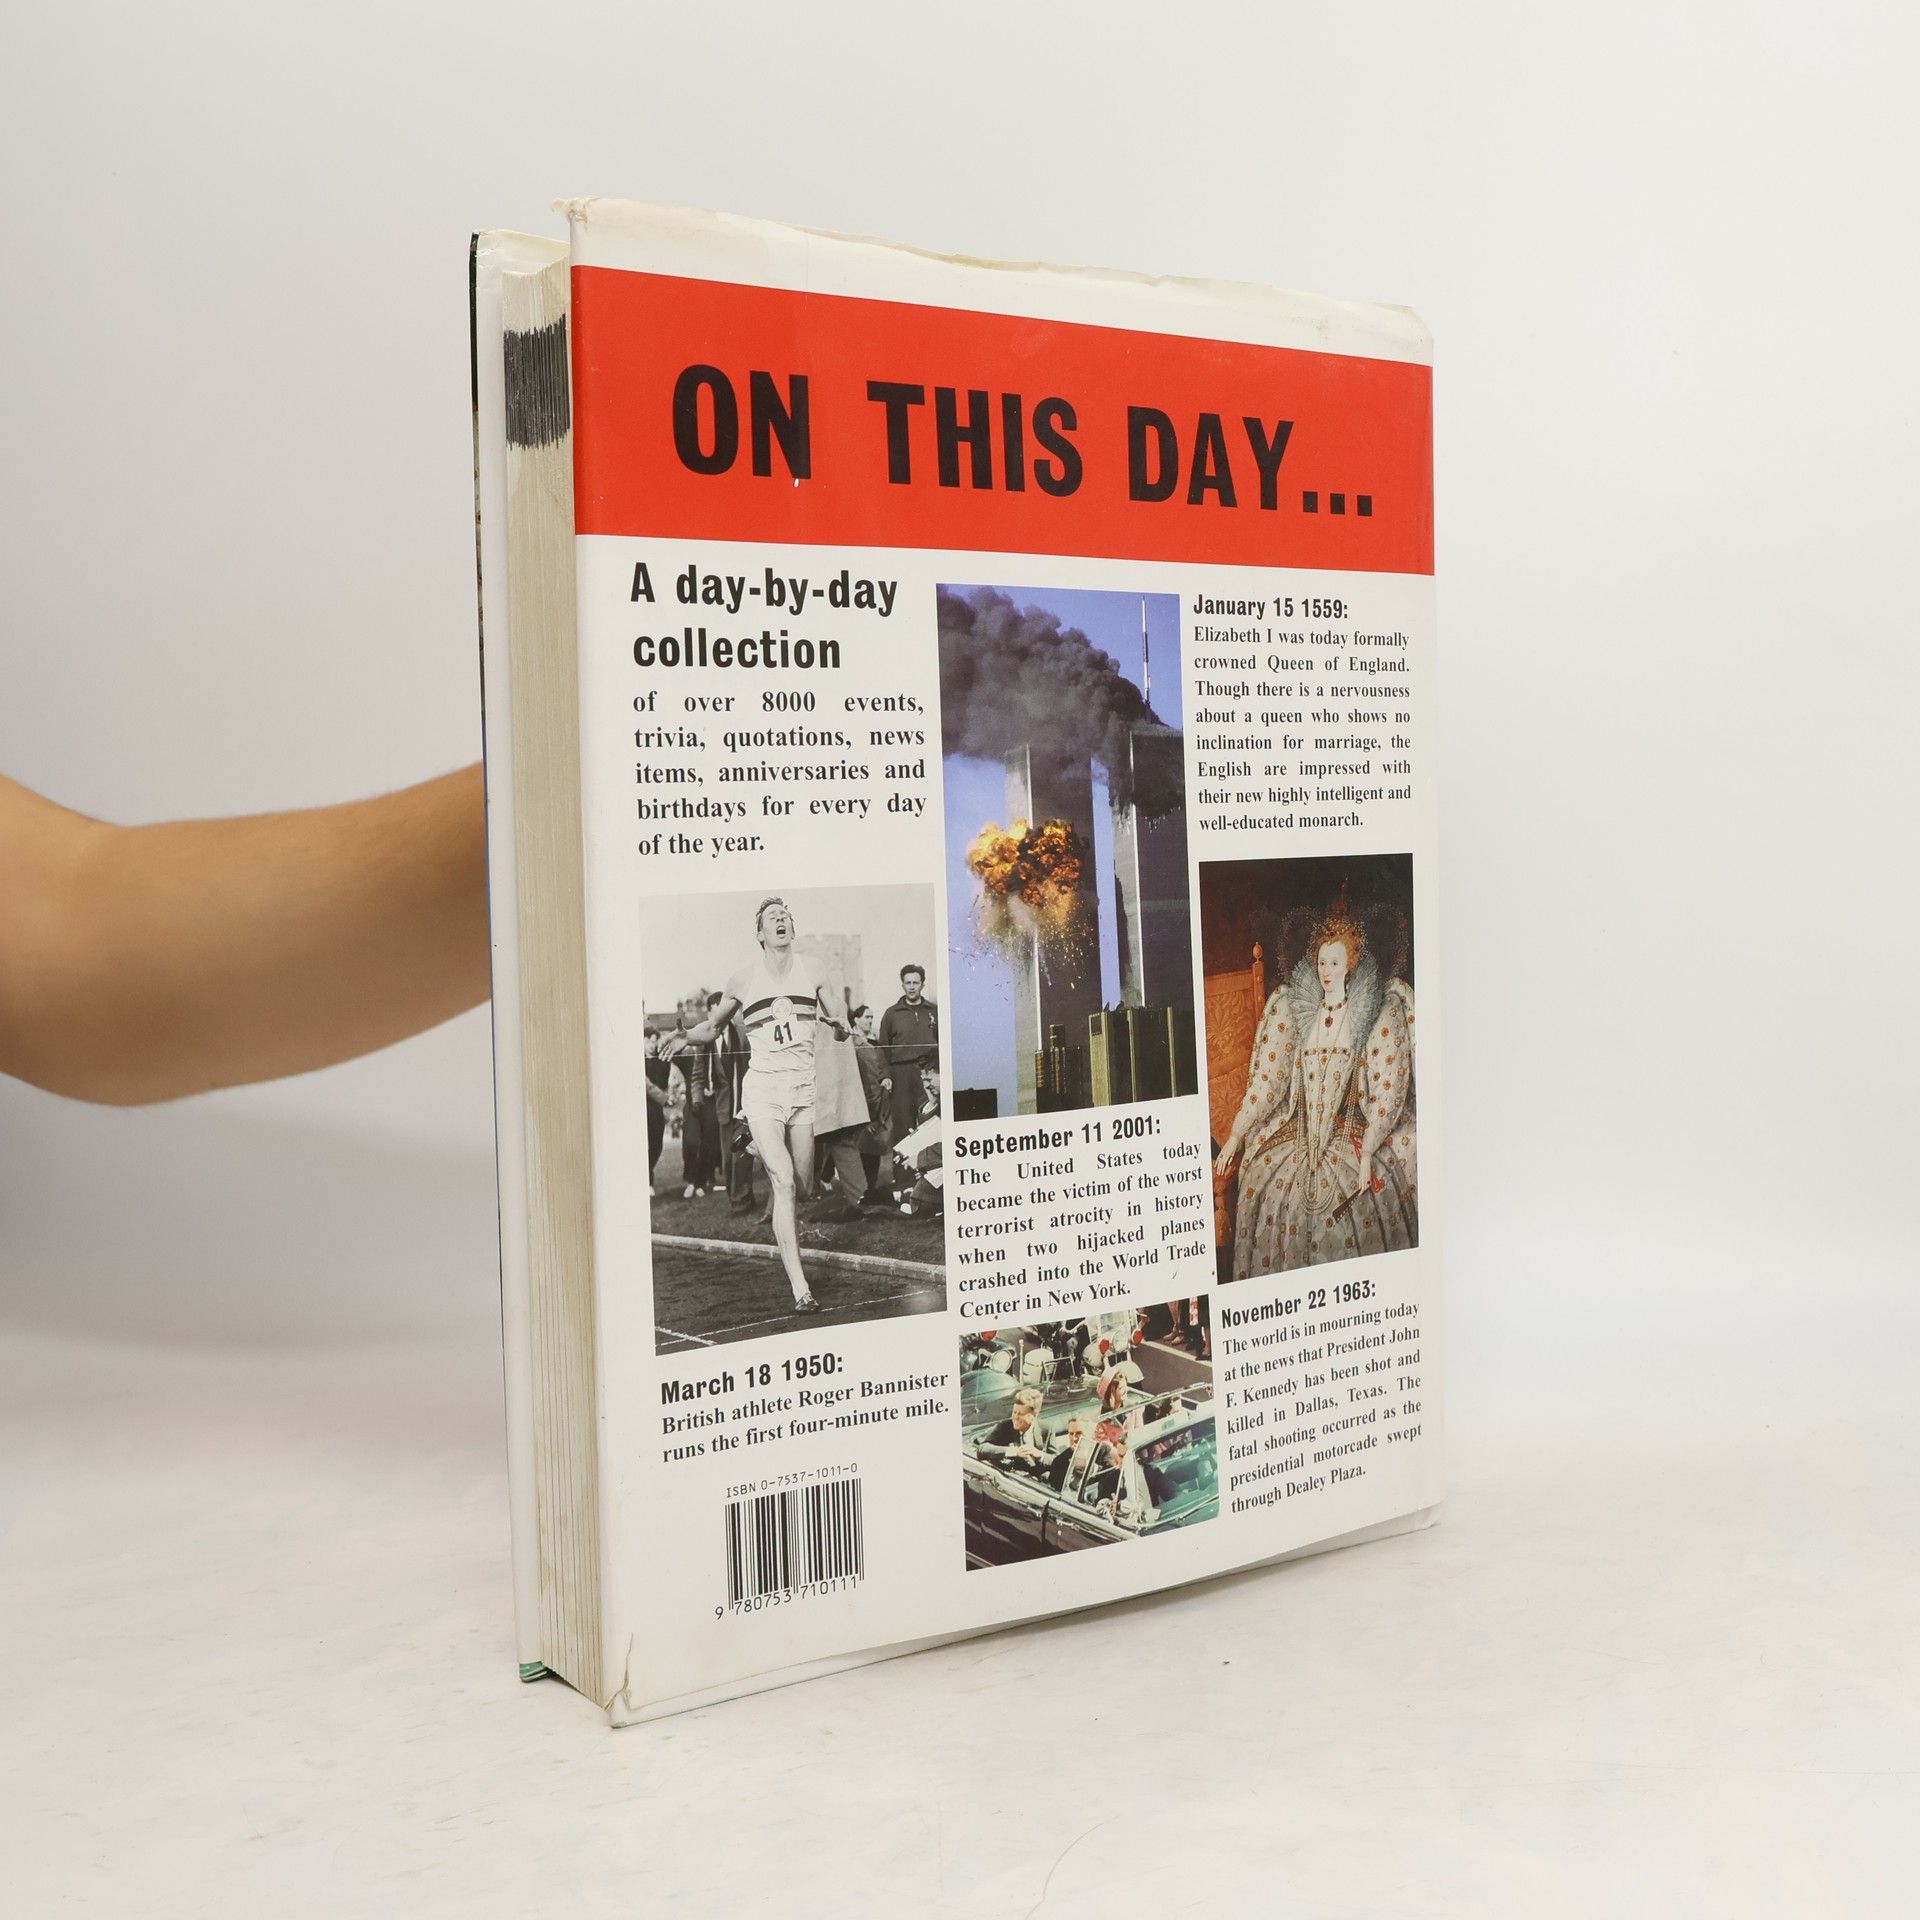 ON THIS DAY...
A day-by-day
collection
of over 8000 events,
trivia, quotations, news
items, anniversaries and
birthdays for every day
of the year.
41
March 18 1950:
British athlete Roger Bannister
runs the first four-minute mile.
ISBN 0-7537-1011-0
9 780753 710111
September 11 2001:
The United States today
became the victim of the worst
terrorist atrocity in history
when two hijacked planes
crashed into the World Trade
Center in New York.
January 15 1559:
Elizabeth I was today formally
crowned Queen of England.
Though there is a nervousness
about a queen who shows no
inclination for marriage, the
English are impressed with
their new highly intelligent and
well-educated monarch.
November 22 1963:
The world is in mourning today
at the news that President John
F. Kennedy has been shot and
killed in Dallas, Texas. The
fatal shooting occurred as the
presidential motorcade swept
through Dealey Plaza.